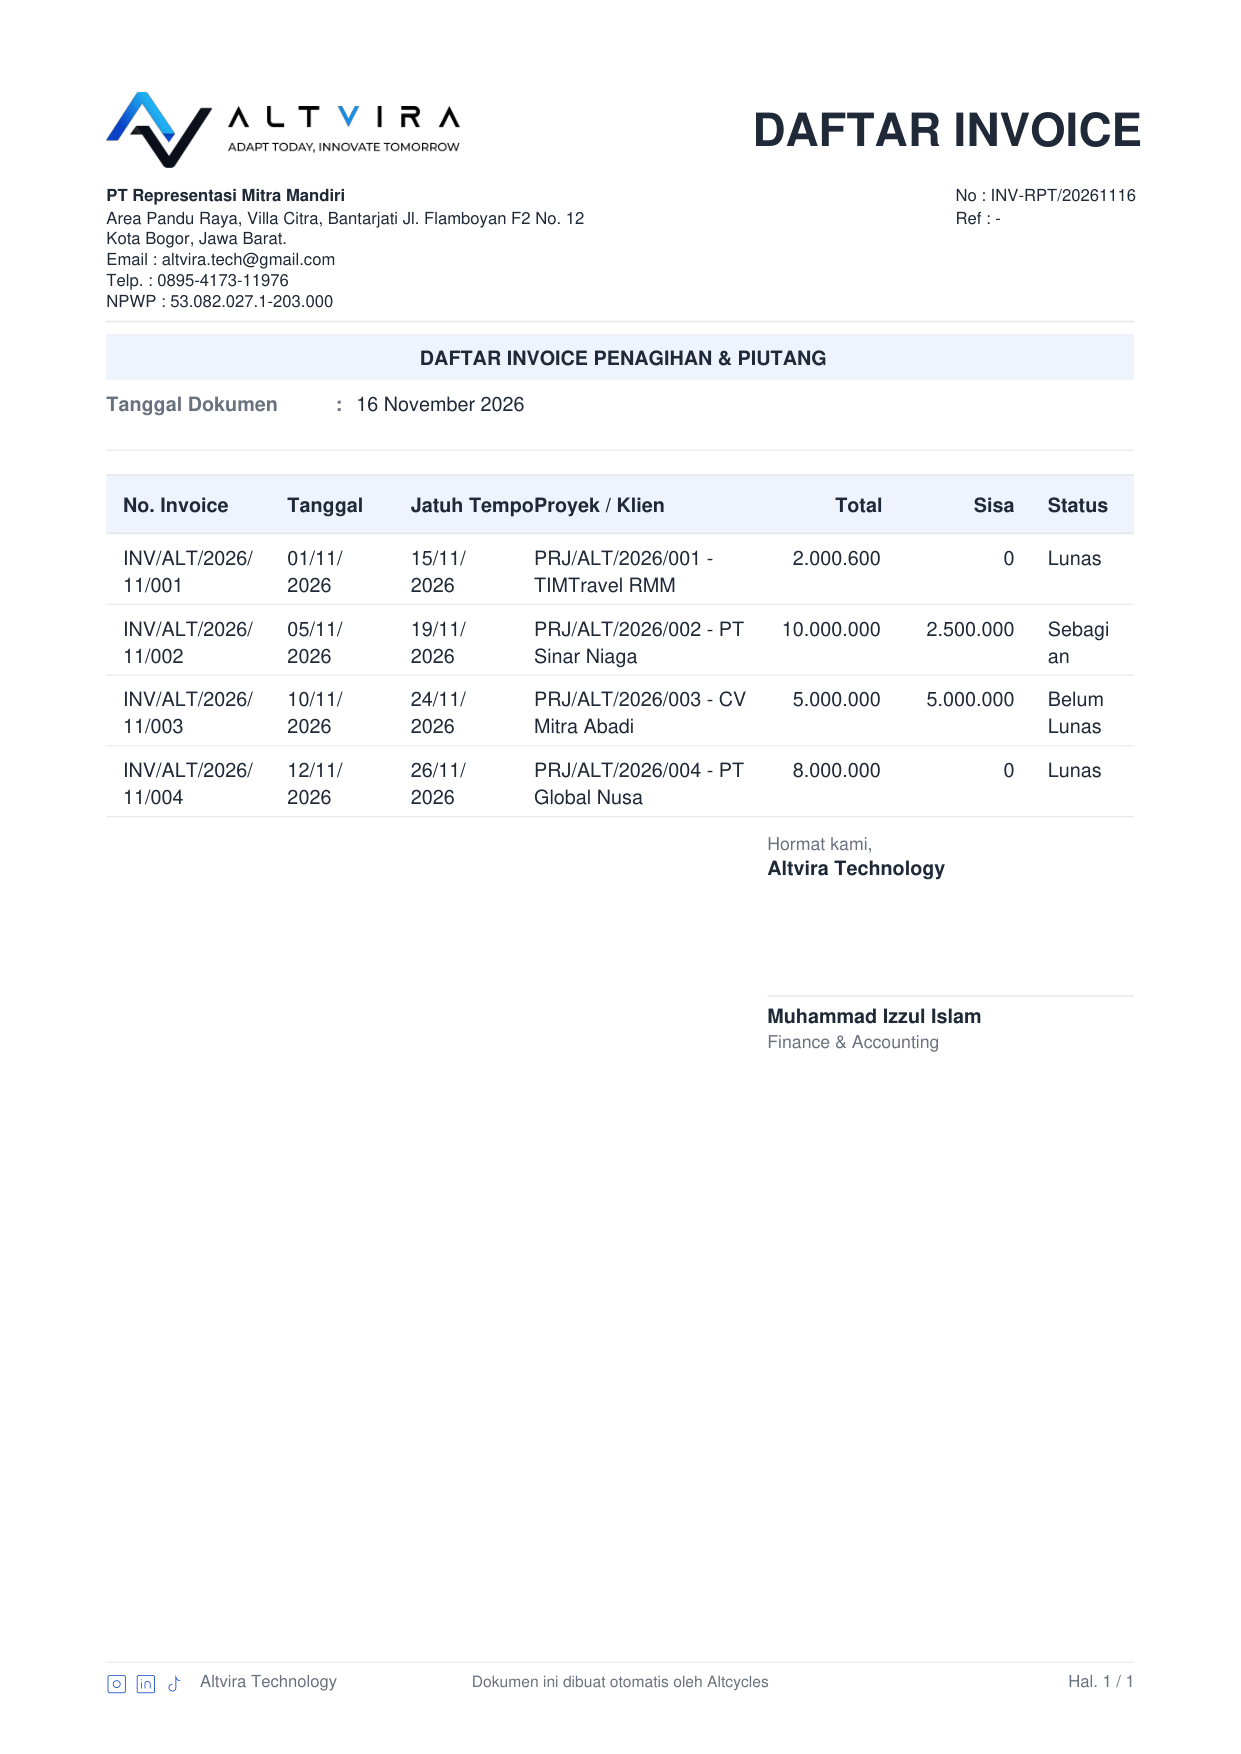 ALTVIRA
ADAPT TODAY, INNOVATE TOMORROW
DAFTAR INVOICE
PT Representasi Mitra Mandiri
Area Pandu Raya, Villa Citra, Bantarjati Jl. Flamboyan F2 No. 12
Kota Bogor, Jawa Barat.
Email : altvira.tech@gmail.com
Telp. : 0895-4173-11976
NPWP : 53.082.027.1-203.000
No : INV-RPT/20261116
Ref : -
DAFTAR INVOICE PENAGIHAN & PIUTANG
Tanggal Dokumen : 16 November 2026
No. Invoice Tanggal Jatuh Tempo Proyek / Klien Total Sisa Status
INV/ALT/2026/ 01/11/ 15/11/ PRJ/ALT/2026/001 - 2.000.600 0 Lunas
11/001 2026 2026 TIMTravel RMM
INV/ALT/2026/ 05/11/ 19/11/ PRJ/ALT/2026/002 - PT 10.000.000 2.500.000 Sebagi
11/002 2026 2026 Sinar Niaga an
INV/ALT/2026/ 10/11/ 24/11/ PRJ/ALT/2026/003 - CV 5.000.000 5.000.000 Belum
11/003 2026 2026 Mitra Abadi Lunas
INV/ALT/2026/ 12/11/ 26/11/ PRJ/ALT/2026/004 - PT 8.000.000 0 Lunas
11/004 2026 2026 Global Nusa
Hormat kami,
Altvira Technology
Muhammad Izzul Islam
Finance & Accounting
Altvira Technology Dokumen ini dibuat otomatis oleh Altcycles Hal. 1 / 1